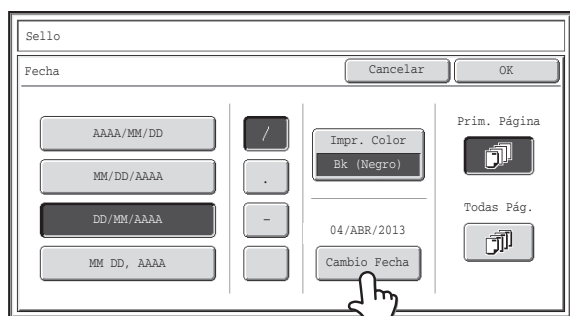 Sello
Fecha
Cancelar
OK
AAAA/MM/DD
MM/DD/AAAA
DD/MM/AAAA
MM DD, AAAA
/
.
-
Impr. Color
Bk (Negro)
04/ABR/2013
Cambio Fecha
Prim. Página
Todas Pág.